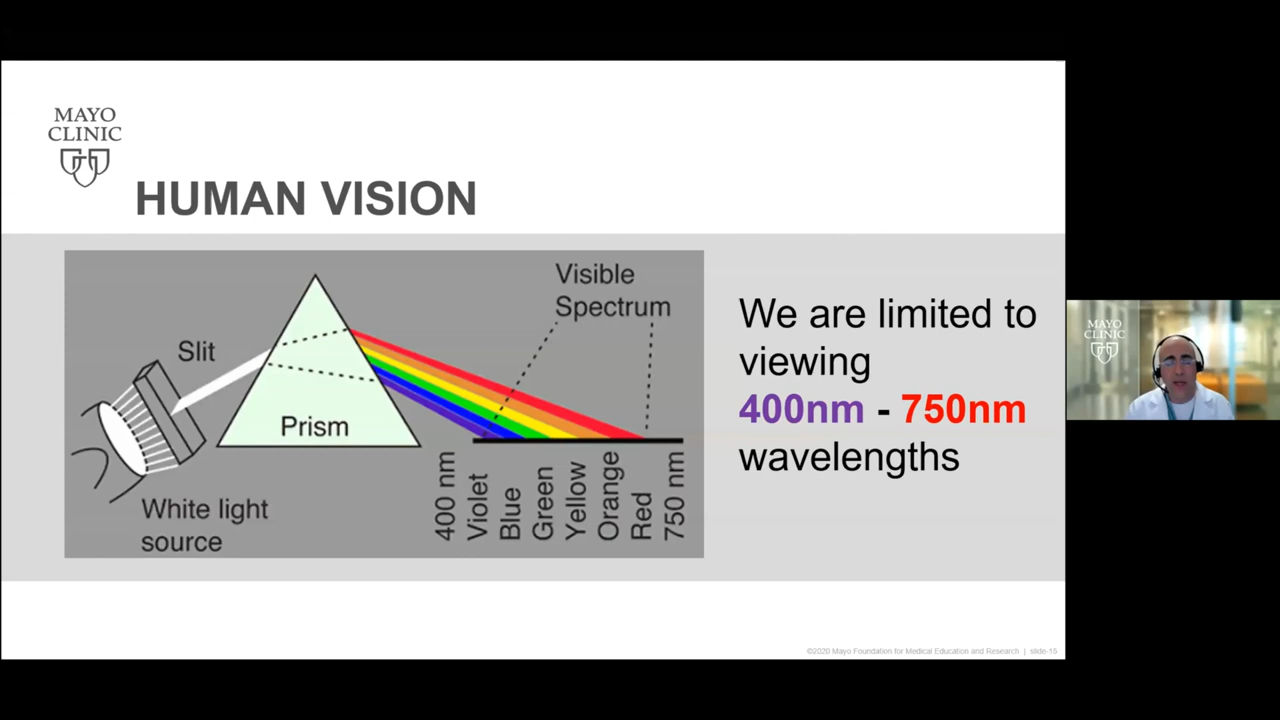 MAYO
CLINIC
HUMAN VISION
Visible
Spectrum
Slit
Prism
White light
source
400 nm
Violet
Blue
Green
Yellow
Orange
Red
750 nm
We are limited to
viewing
400nm - 750nm
wavelengths
MAYO
CLINIC
©2020 Mayo Foundation for Medical Education and Research | slide-15